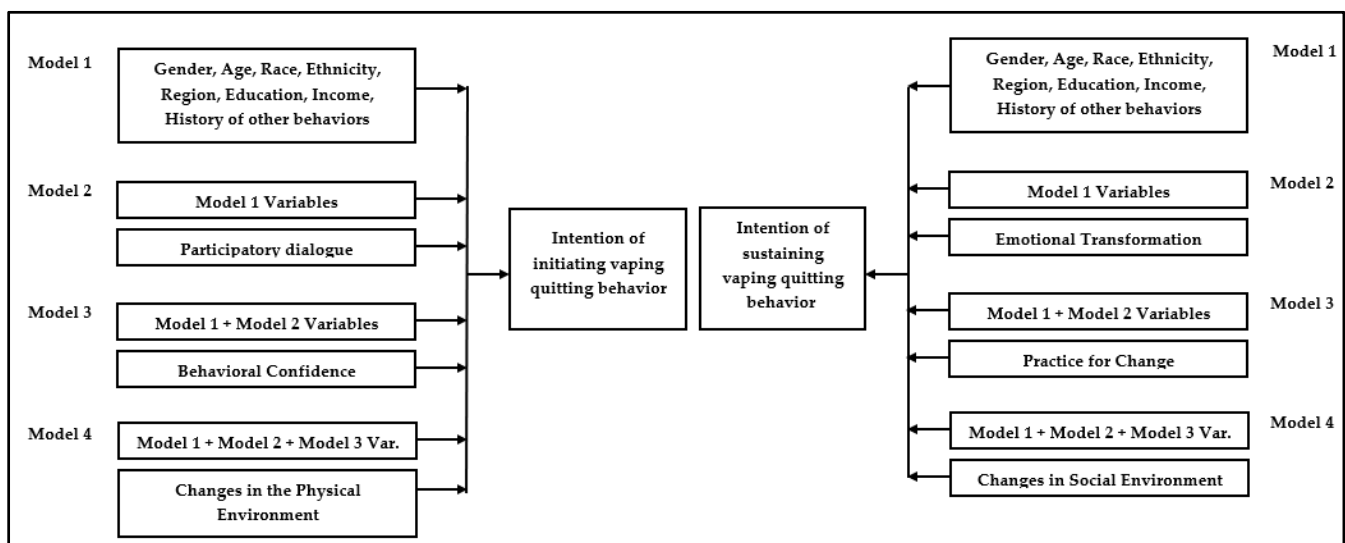 Model 1
Gender, Age, Race, Ethnicity,
Region, Education, Income,
History of other behaviors
Model 2
Model 1 Variables
Participatory dialogue
Model 3
Model 1 + Model 2 Variables
Behavioral Confidence
Model 4
Model 1 + Model 2 + Model 3 Var.
Changes in the Physical
Environment
Intention of
initiating vaping
quitting behavior
Intention of
sustaining
vaping quitting
behavior
Gender, Age, Race, Ethnicity,
Region, Education, Income,
History of other behaviors
Model 1
Model 1 Variables
Model 2
Emotional Transformation
Model 1 + Model 2 Variables
Model 3
Practice for Change
Model 1 + Model 2 + Model 3 Var.
Model 4
Changes in Social Environment